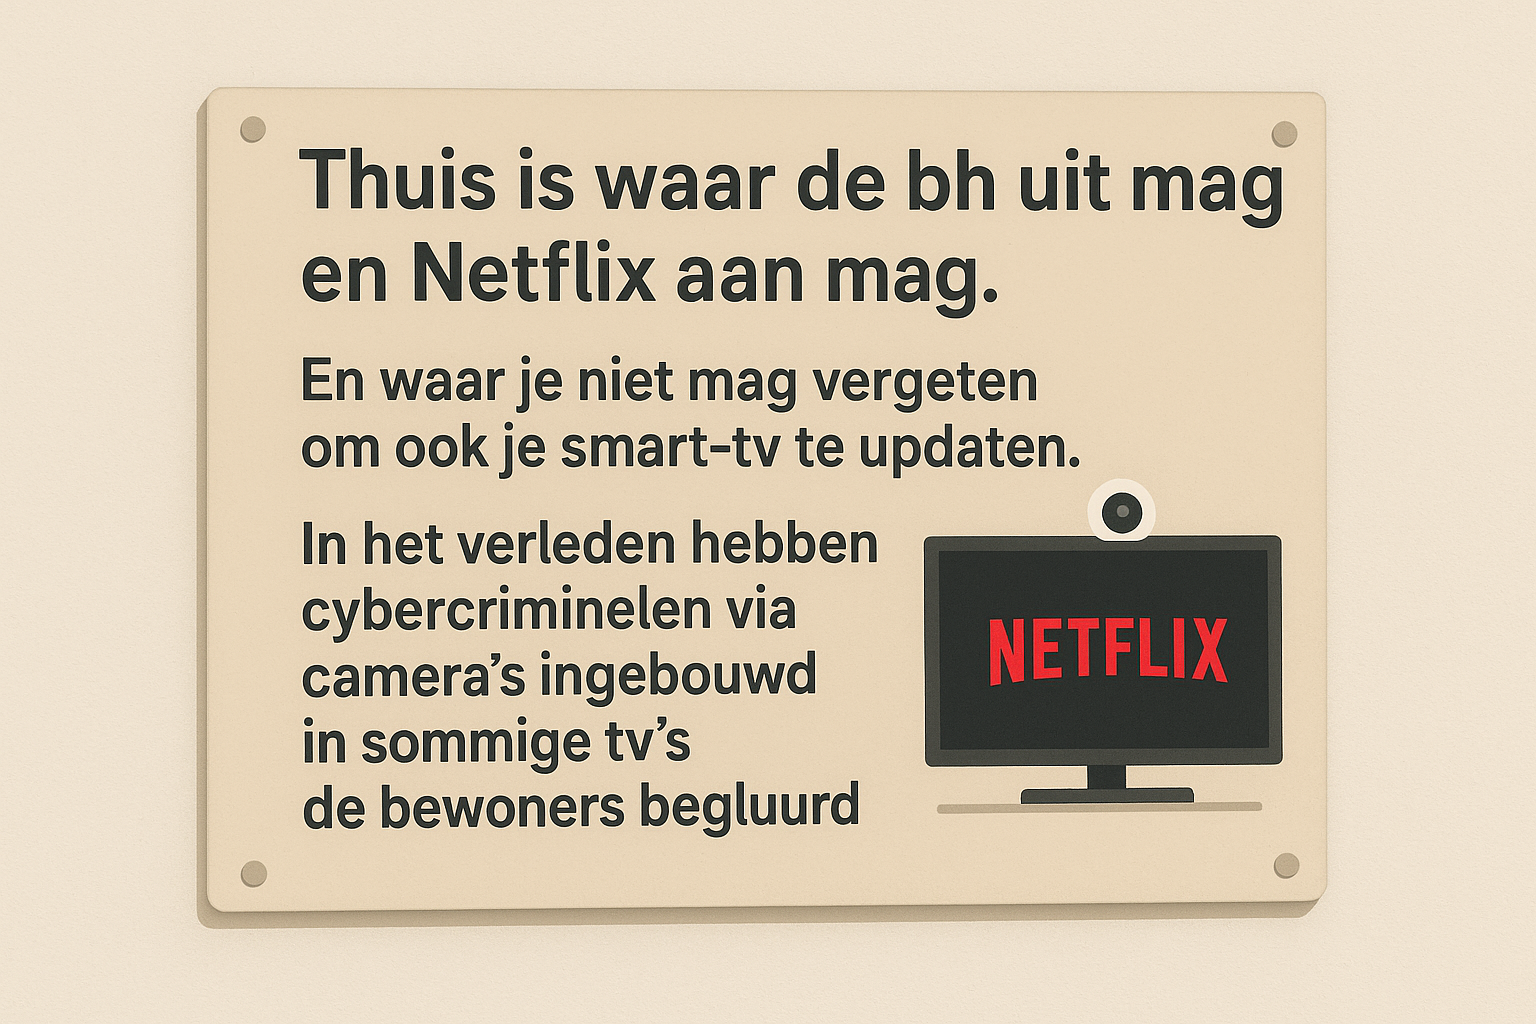 Thuis is waar de bh uit mag
en Netflix aan mag.
En waar je niet mag vergeten
om ook je smart-tv te updaten.
In het verleden hebben
cybercriminelen via
camera’s ingebouwd
in sommige tv’s
de bewoners begluurd
NETFLIX